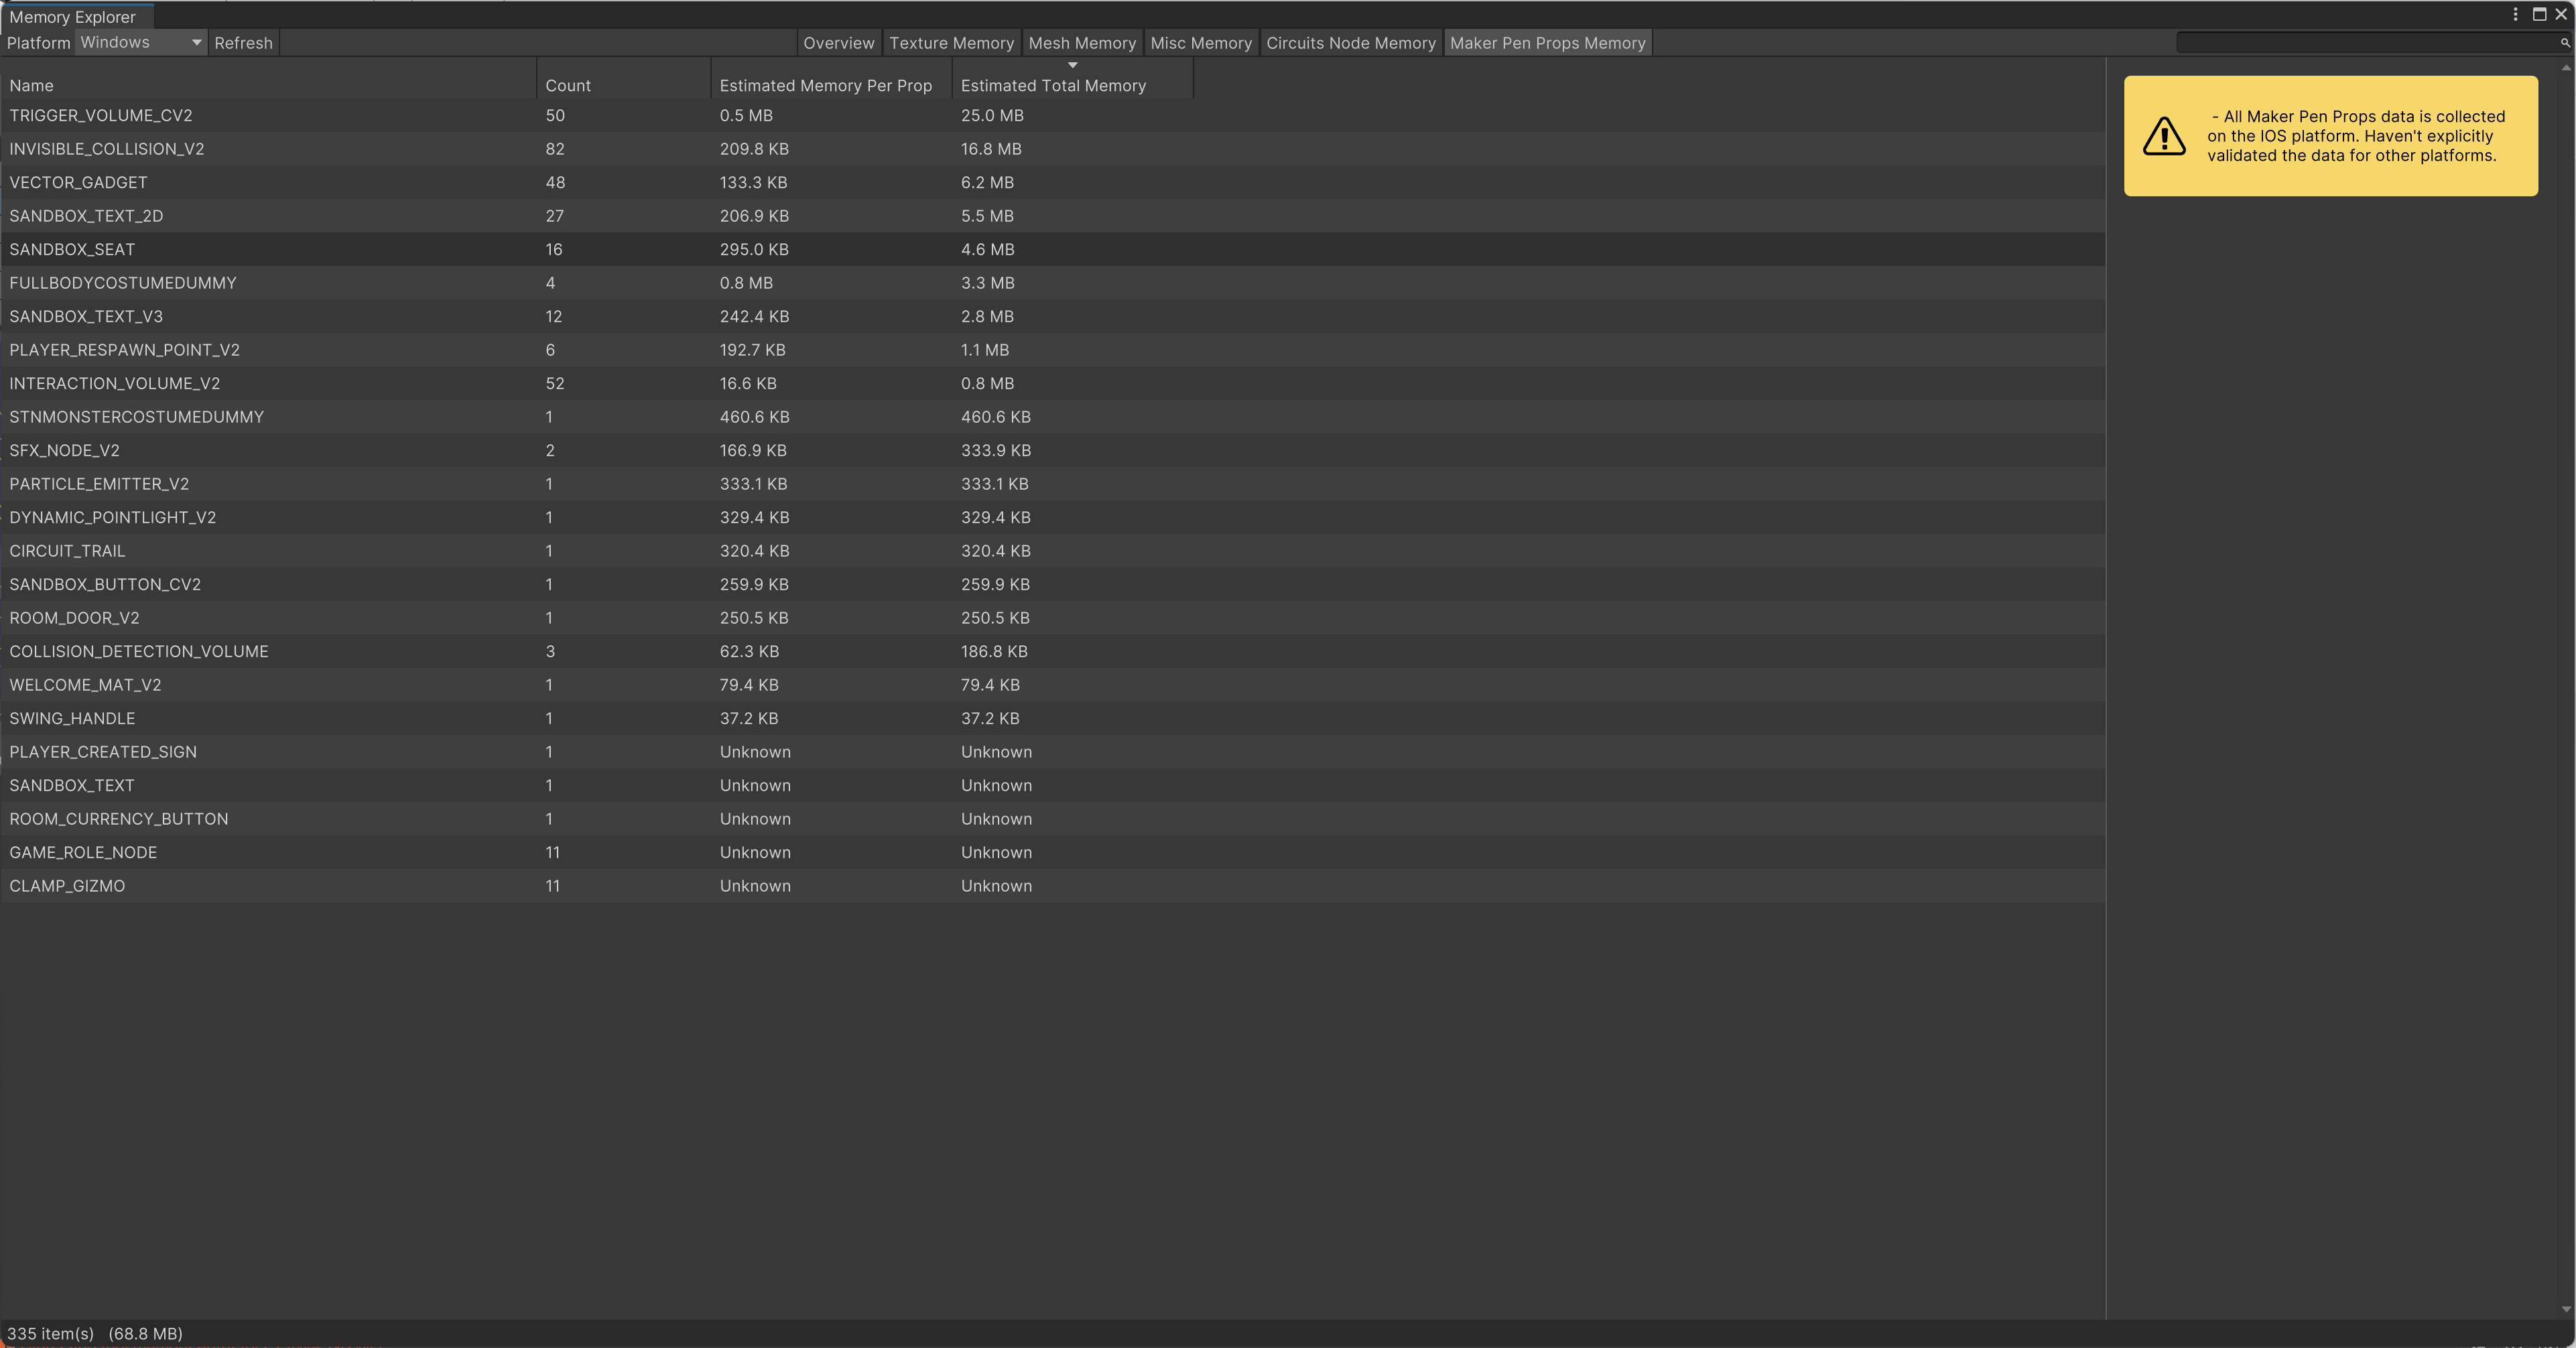 Memory Explorer
Platform Windows Refresh Overview Texture Memory Mesh Memory Misc Memory Circuits Node Memory Maker Pen Props Memory
Name Count Estimated Memory Per Prop Estimated Total Memory
TRIGGER_VOLUME_CV2 50 0.5 MB 25.0 MB
INVISIBLE_COLLISION_V2 82 209.8 KB 16.8 MB
VECTOR_GADGET 48 133.3 KB 6.2 MB
SANDBOX_TEXT_2D 27 206.9 KB 5.5 MB
SANDBOX_SEAT 16 295.0 KB 4.6 MB
FULLBODYCOSTUMEDUMMY 4 0.8 MB 3.3 MB
SANDBOX_TEXT_V3 12 242.4 KB 2.8 MB
PLAYER_RESPAWN_POINT_V2 6 192.7 KB 1.1 MB
INTERACTION_VOLUME_V2 52 16.6 KB 0.8 MB
STNMONSTERCOSTUMEDUMMY 1 460.6 KB 460.6 KB
SFX_NODE_V2 2 166.9 KB 333.9 KB
PARTICLE_EMITTER_V2 1 333.1 KB 333.1 KB
DYNAMIC_POINTLIGHT_V2 1 329.4 KB 329.4 KB
CIRCUIT_TRAIL 1 320.4 KB 320.4 KB
SANDBOX_BUTTON_CV2 1 259.9 KB 259.9 KB
ROOM_DOOR_V2 1 250.5 KB 250.5 KB
COLLISION_DETECTION_VOLUME 3 62.3 KB 186.8 KB
WELCOME_MAT_V2 1 79.4 KB 79.4 KB
SWING_HANDLE 1 37.2 KB 37.2 KB
PLAYER_CREATED_SIGN 1 Unknown Unknown
SANDBOX_TEXT 1 Unknown Unknown
ROOM_CURRENCY_BUTTON 1 Unknown Unknown
GAME_ROLE_NODE 11 Unknown Unknown
CLAMP_GIZMO 11 Unknown Unknown
- All Maker Pen Props data is collected
on the IOS platform. Haven't explicitly
validated the data for other platforms.
335 item(s) (68.8 MB)